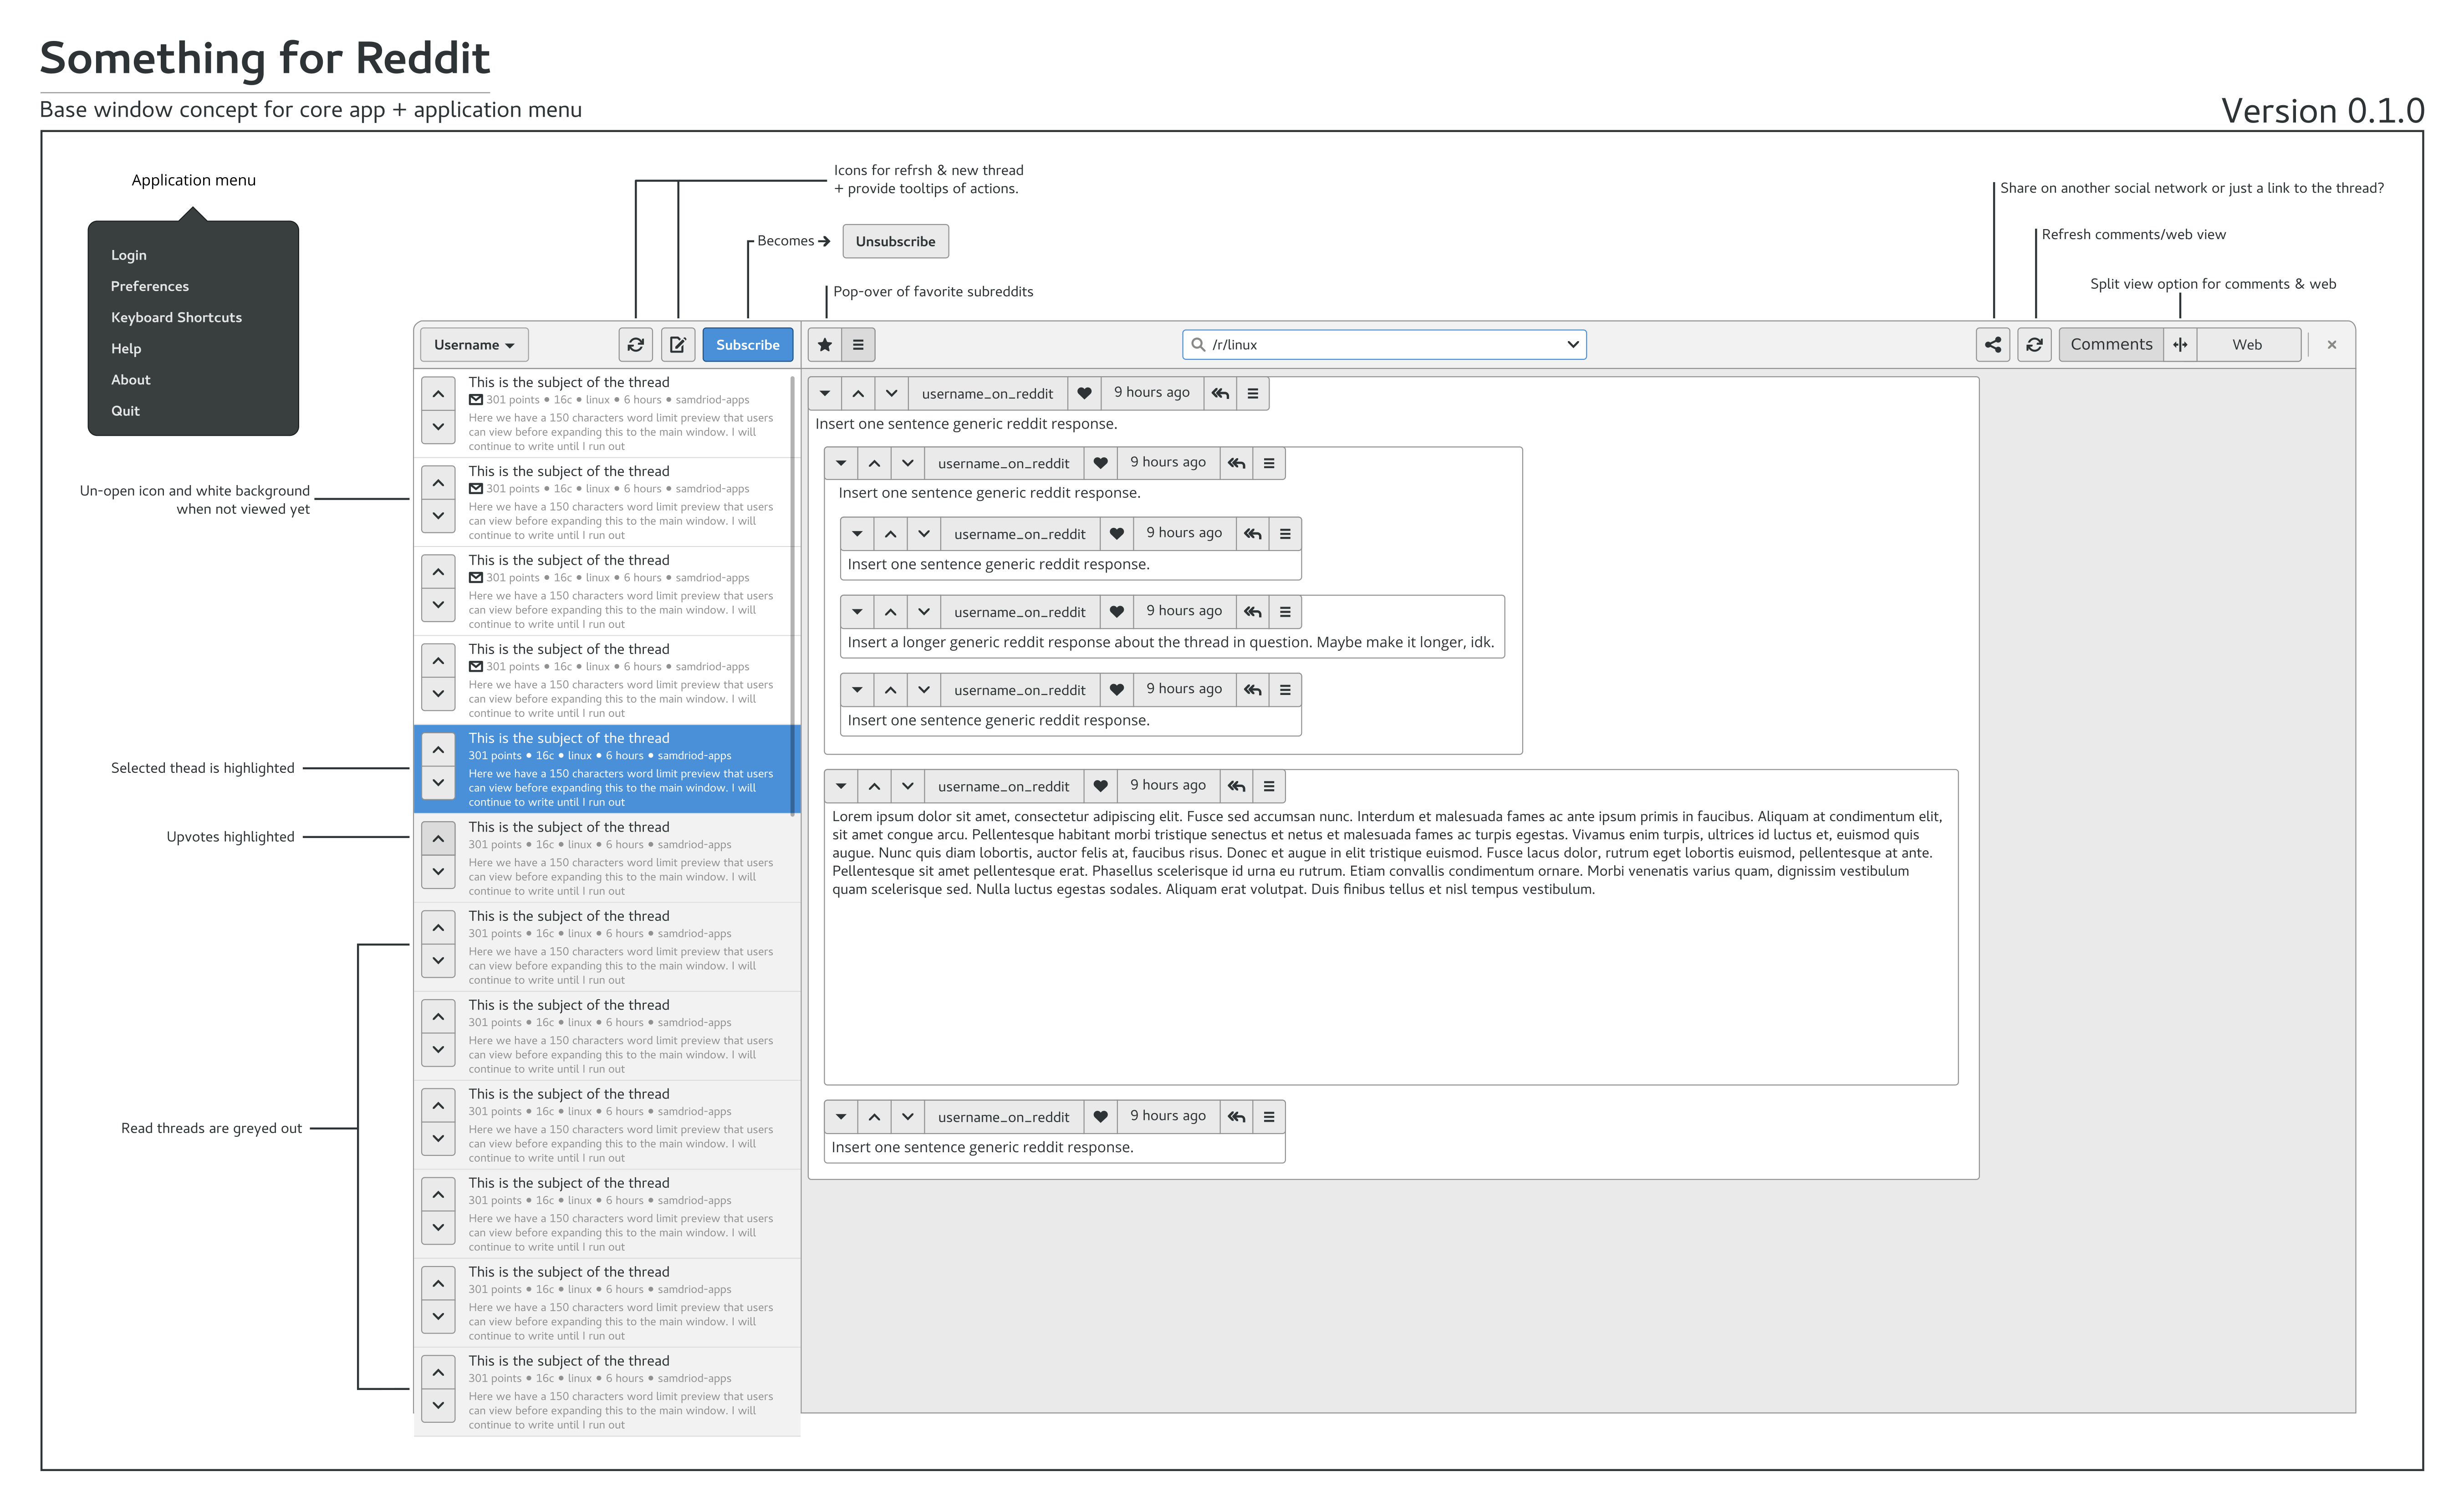 Something for Reddit
Base window concept for core app + application menu
Version 0.1.0
Application menu
Login
Preferences
Keyboard Shortcuts
Help
About
Quit
Icons for refrsh & new thread
+ provide tooltips of actions.
Becomes
Unsubscribe
Pop-over of favorite subreddits
Share on another social network or just a link to the thread?
Refresh comments/web view
Split view option for comments & web
Un-open icon and white background
when not viewed yet
Selected thead is highlighted
Upvotes highlighted
Read threads are greyed out
Username
Subscribe
/r/linux
Comments
Web
This is the subject of the thread
301 points • 16c • linux • 6 hours • samdriod-apps
Here we have a 150 characters word limit preview that users
can view before expanding this to the main window. I will
continue to write until I run out
This is the subject of the thread
301 points • 16c • linux • 6 hours • samdriod-apps
Here we have a 150 characters word limit preview that users
can view before expanding this to the main window. I will
continue to write until I run out
This is the subject of the thread
301 points • 16c • linux • 6 hours • samdriod-apps
Here we have a 150 characters word limit preview that users
can view before expanding this to the main window. I will
continue to write until I run out
This is the subject of the thread
301 points • 16c • linux • 6 hours • samdriod-apps
Here we have a 150 characters word limit preview that users
can view before expanding this to the main window. I will
continue to write until I run out
This is the subject of the thread
301 points • 16c • linux • 6 hours • samdriod-apps
Here we have a 150 characters word limit preview that users
can view before expanding this to the main window. I will
continue to write until I run out
This is the subject of the thread
301 points • 16c • linux • 6 hours • samdriod-apps
Here we have a 150 characters word limit preview that users
can view before expanding this to the main window. I will
continue to write until I run out
This is the subject of the thread
301 points • 16c • linux • 6 hours • samdriod-apps
Here we have a 150 characters word limit preview that users
can view before expanding this to the main window. I will
continue to write until I run out
This is the subject of the thread
301 points • 16c • linux • 6 hours • samdriod-apps
Here we have a 150 characters word limit preview that users
can view before expanding this to the main window. I will
continue to write until I run out
This is the subject of the thread
301 points • 16c • linux • 6 hours • samdriod-apps
Here we have a 150 characters word limit preview that users
can view before expanding this to the main window. I will
continue to write until I run out
This is the subject of the thread
301 points • 16c • linux • 6 hours • samdriod-apps
Here we have a 150 characters word limit preview that users
can view before expanding this to the main window. I will
continue to write until I run out
This is the subject of the thread
301 points • 16c • linux • 6 hours • samdriod-apps
Here we have a 150 characters word limit preview that users
can view before expanding this to the main window. I will
continue to write until I run out
This is the subject of the thread
301 points • 16c • linux • 6 hours • samdriod-apps
Here we have a 150 characters word limit preview that users
can view before expanding this to the main window. I will
continue to write until I run out
username_on_reddit 9 hours ago
Insert one sentence generic reddit response.
username_on_reddit 9 hours ago
Insert one sentence generic reddit response.
username_on_reddit 9 hours ago
Insert one sentence generic reddit response.
username_on_reddit 9 hours ago
Insert a longer generic reddit response about the thread in question. Maybe make it longer, idk.
username_on_reddit 9 hours ago
Insert one sentence generic reddit response.
username_on_reddit 9 hours ago
Lorem ipsum dolor sit amet, consectetur adipiscing elit. Fusce sed accumsan nunc. Interdum et malesuada fames ac ante ipsum primis in faucibus. Aliquam at condimentum elit,
sit amet congue arcu. Pellentesque habitant morbi tristique senectus et netus et malesuada fames ac turpis egestas. Vivamus enim turpis, ultrices id luctus et, euismod quis
augue. Nunc quis diam lobortis, auctor felis at, faucibus risus. Donec et augue in elit tristique euismod. Fusce lacus dolor, rutrum eget lobortis euismod, pellentesque at ante.
Pellentesque sit amet pellentesque erat. Phasellus scelerisque id urna eu rutrum. Etiam convallis condimentum ornare. Morbi venenatis varius quam, dignissim vestibulum
quam scelerisque sed. Nulla luctus egestas sodales. Aliquam erat volutpat. Duis finibus tellus et nisl tempus vestibulum.
username_on_reddit 9 hours ago
Insert one sentence generic reddit response.